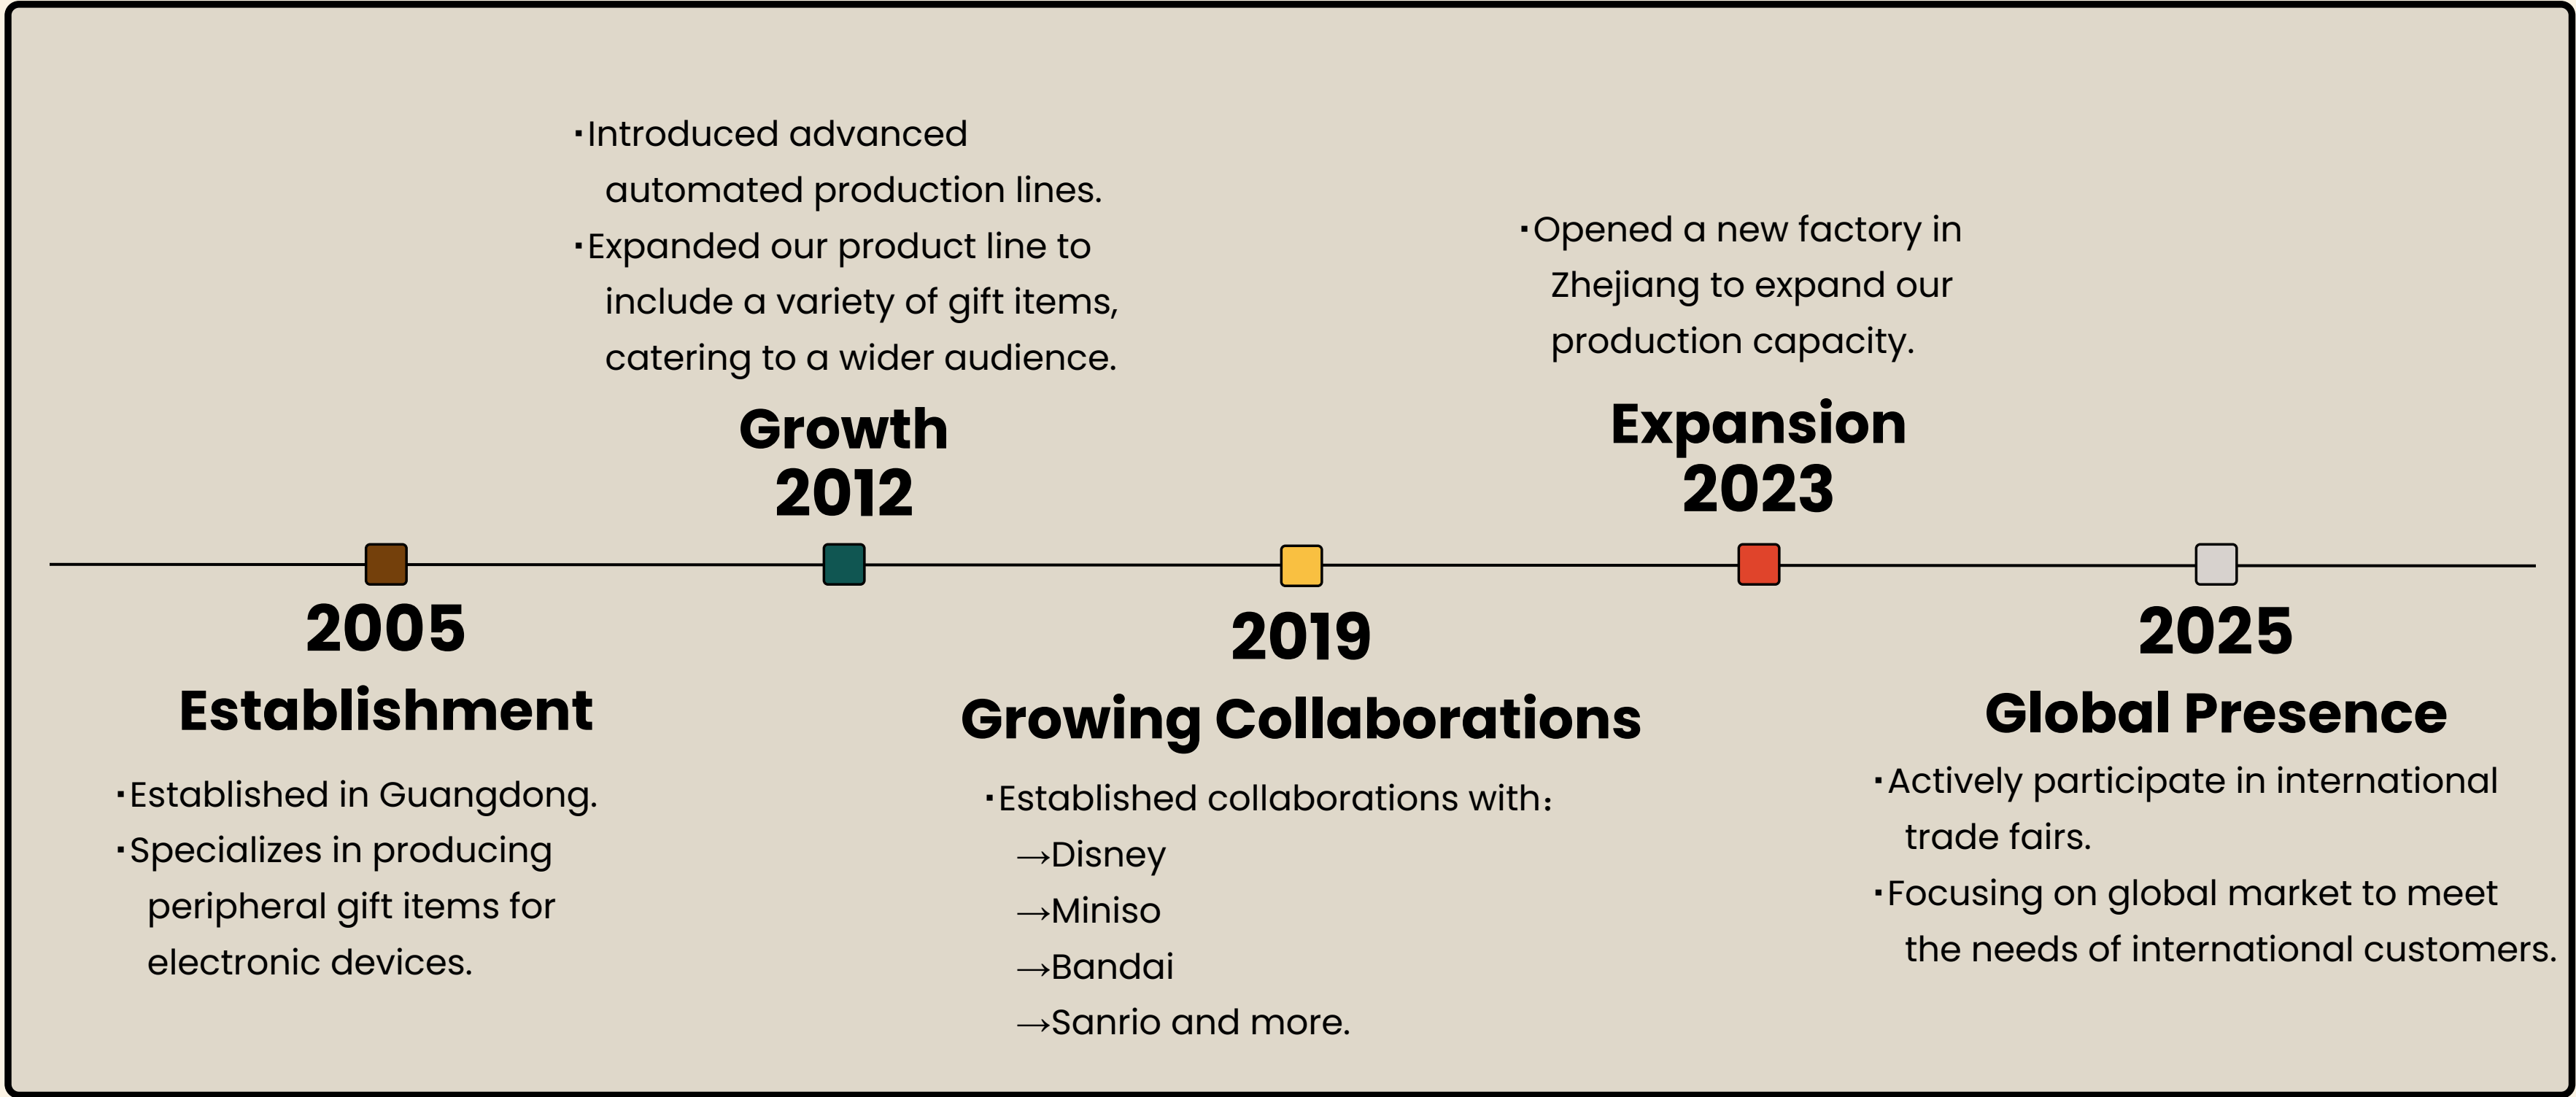 ▪Introduced advanced
automated production lines.
▪Expanded our product line to
include a variety of gift items,
catering to a wider audience.
Growth
2012
▪Opened a new factory in
Zhejiang to expand our
production capacity.
Expansion
2023
2005
Establishment
▪Established in Guangdong.
▪Specializes in producing
peripheral gift items for
electronic devices.
2019
Growing Collaborations
▪Established collaborations with：
→Disney
→Miniso
→Bandai
→Sanrio and more.
2025
Global Presence
▪Actively participate in international
trade fairs.
▪Focusing on global market to meet
the needs of international customers.